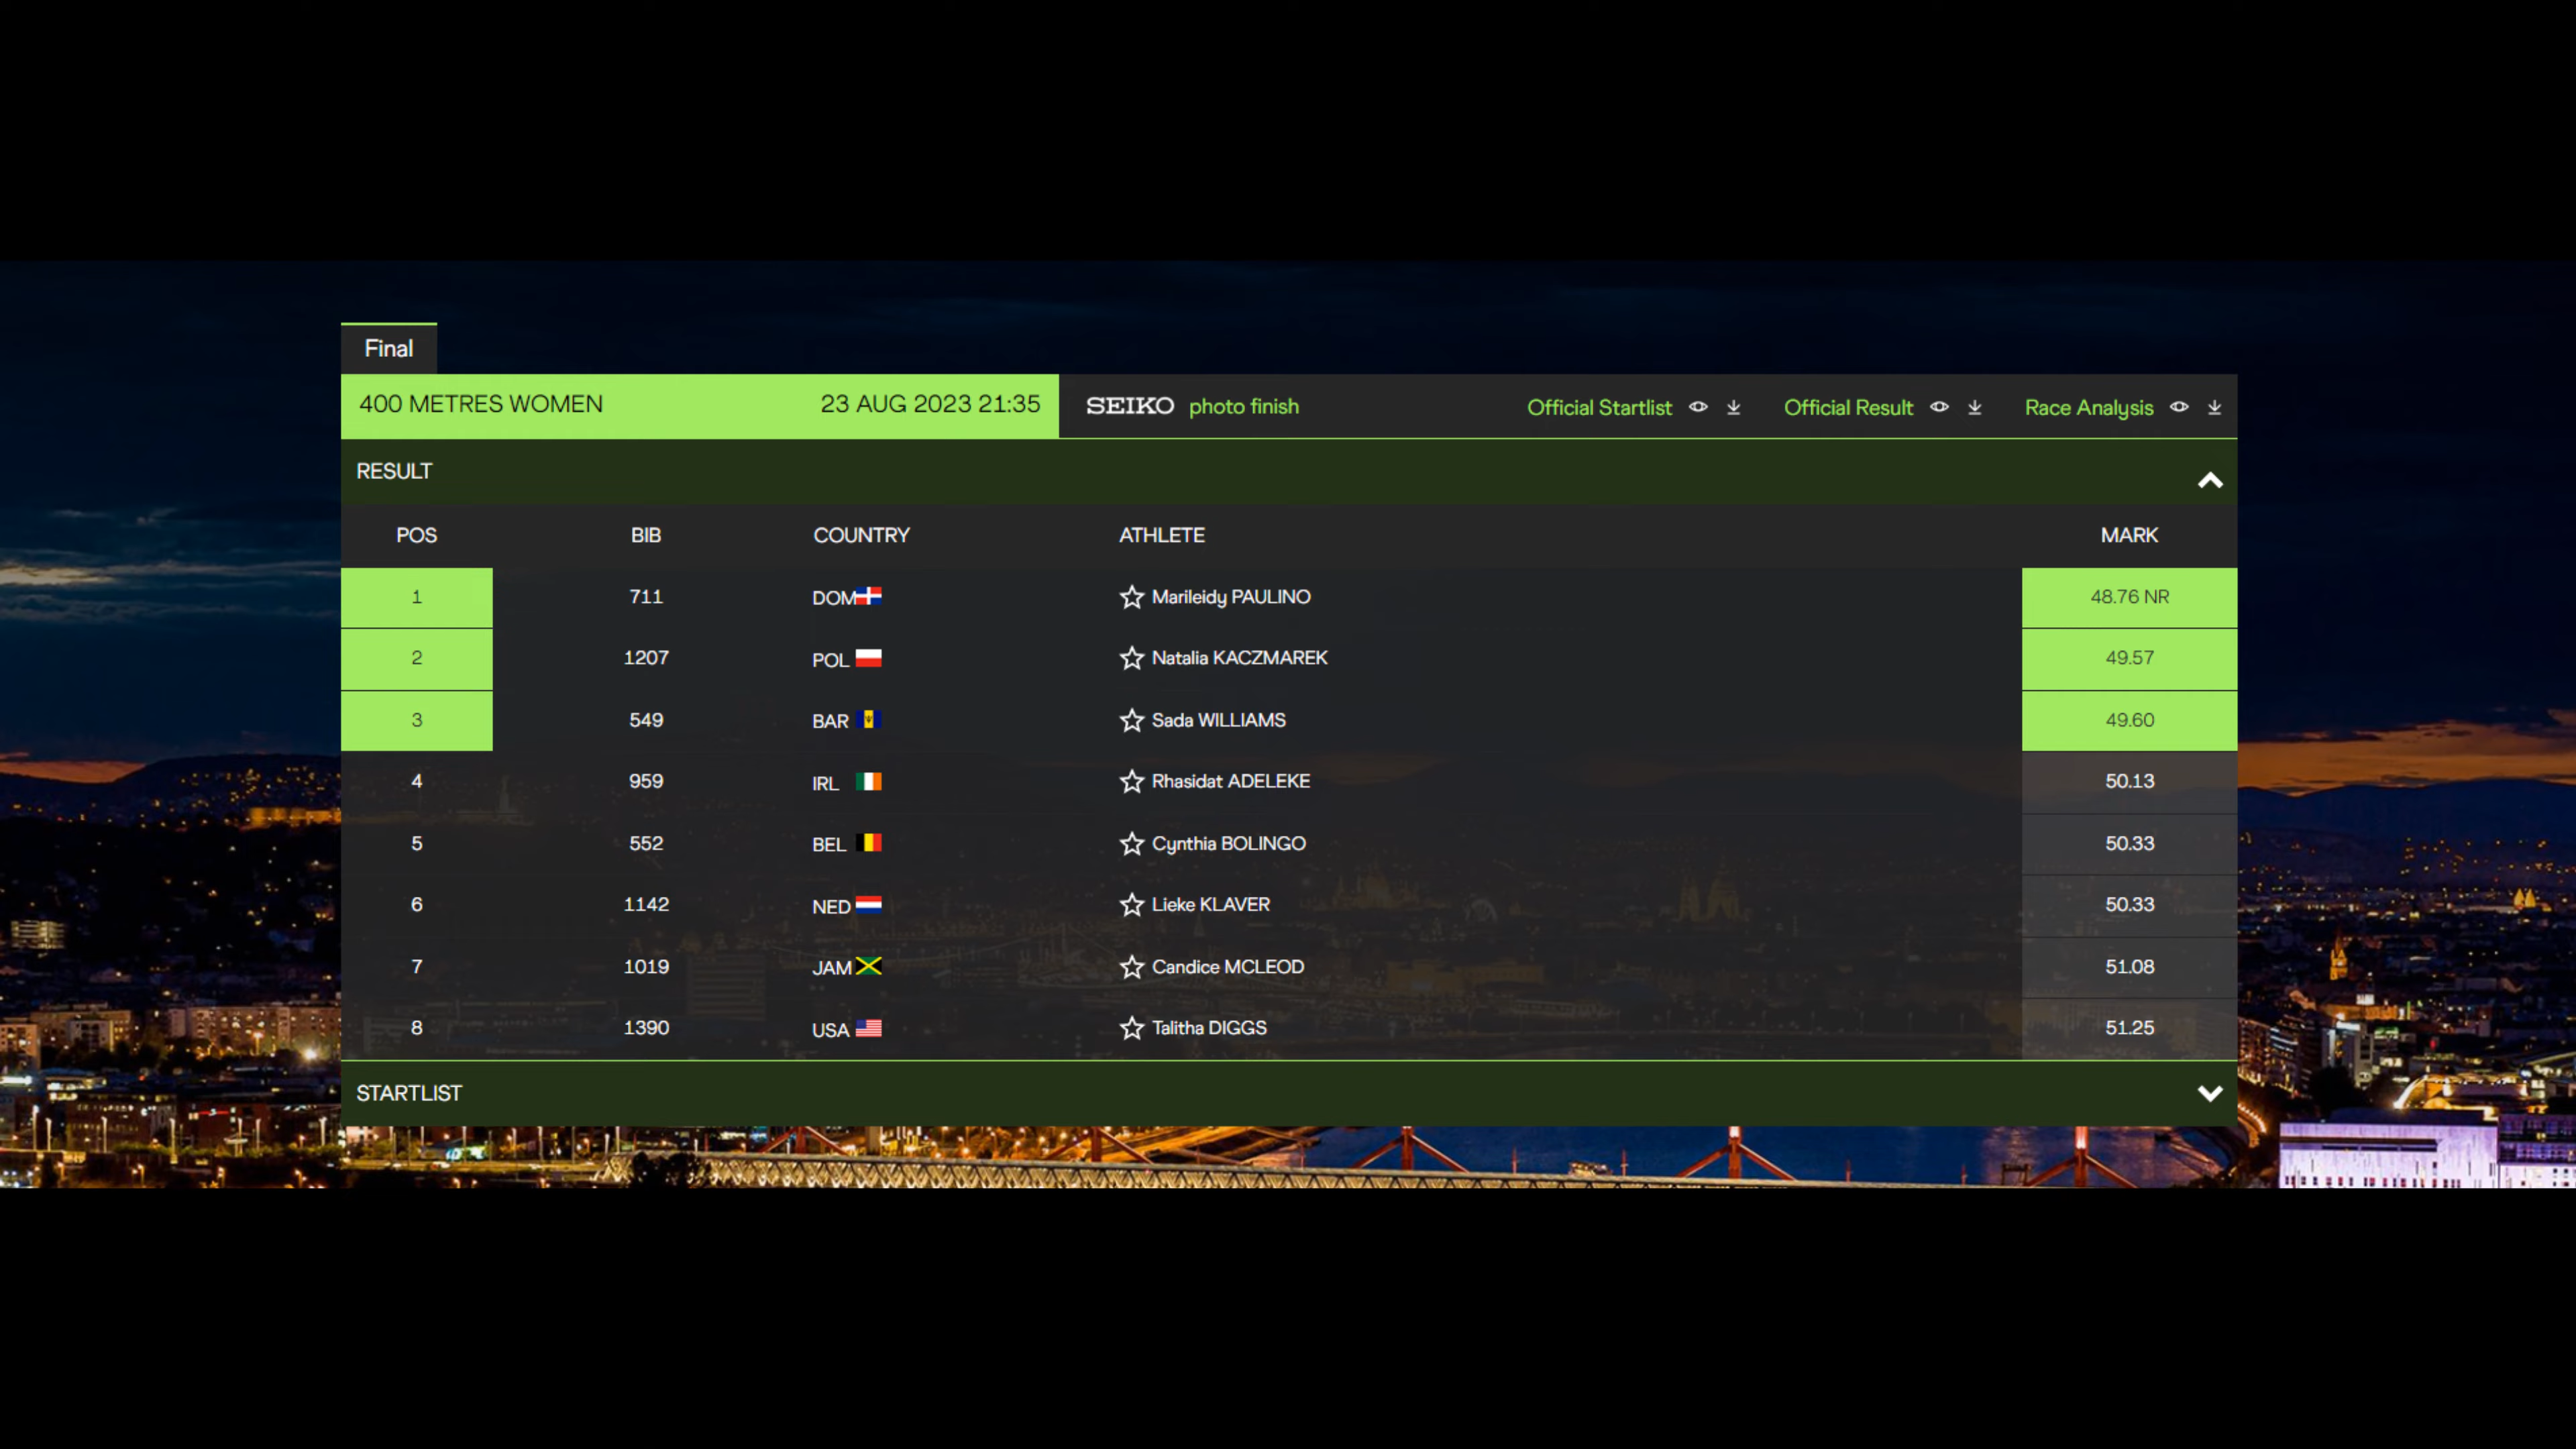 Final
400 METRES WOMEN 23 AUG 2023 21:35 SEIKO photo finish Official Startlist Official Result Race Analysis
RESULT
POS BIB COUNTRY ATHLETE MARK
1 711 DOM Marileidy PAULINO 48.76 NR
2 1207 POL Natalia KACZMAREK 49.57
3 549 BAR Sada WILLIAMS 49.60
4 959 IRL Rhasidat ADELEKE 50.13
5 552 BEL Cynthia BOLINGO 50.33
6 1142 NED Lieke KLAVER 50.33
7 1019 JAM Candice MCLEOD 51.08
8 1390 USA Talitha DIGGS 51.25
STARTLIST